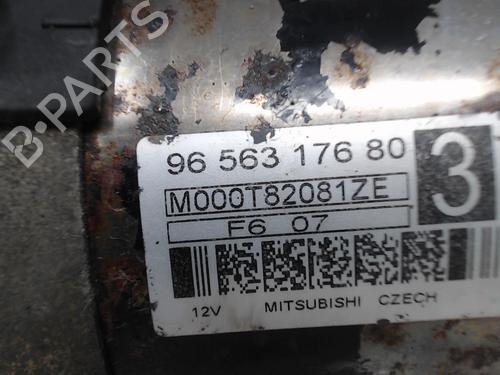 B-PARTS
96 563 176 80
3
M000T82081ZE
F6 07
12V MITSUBISHI CZECH